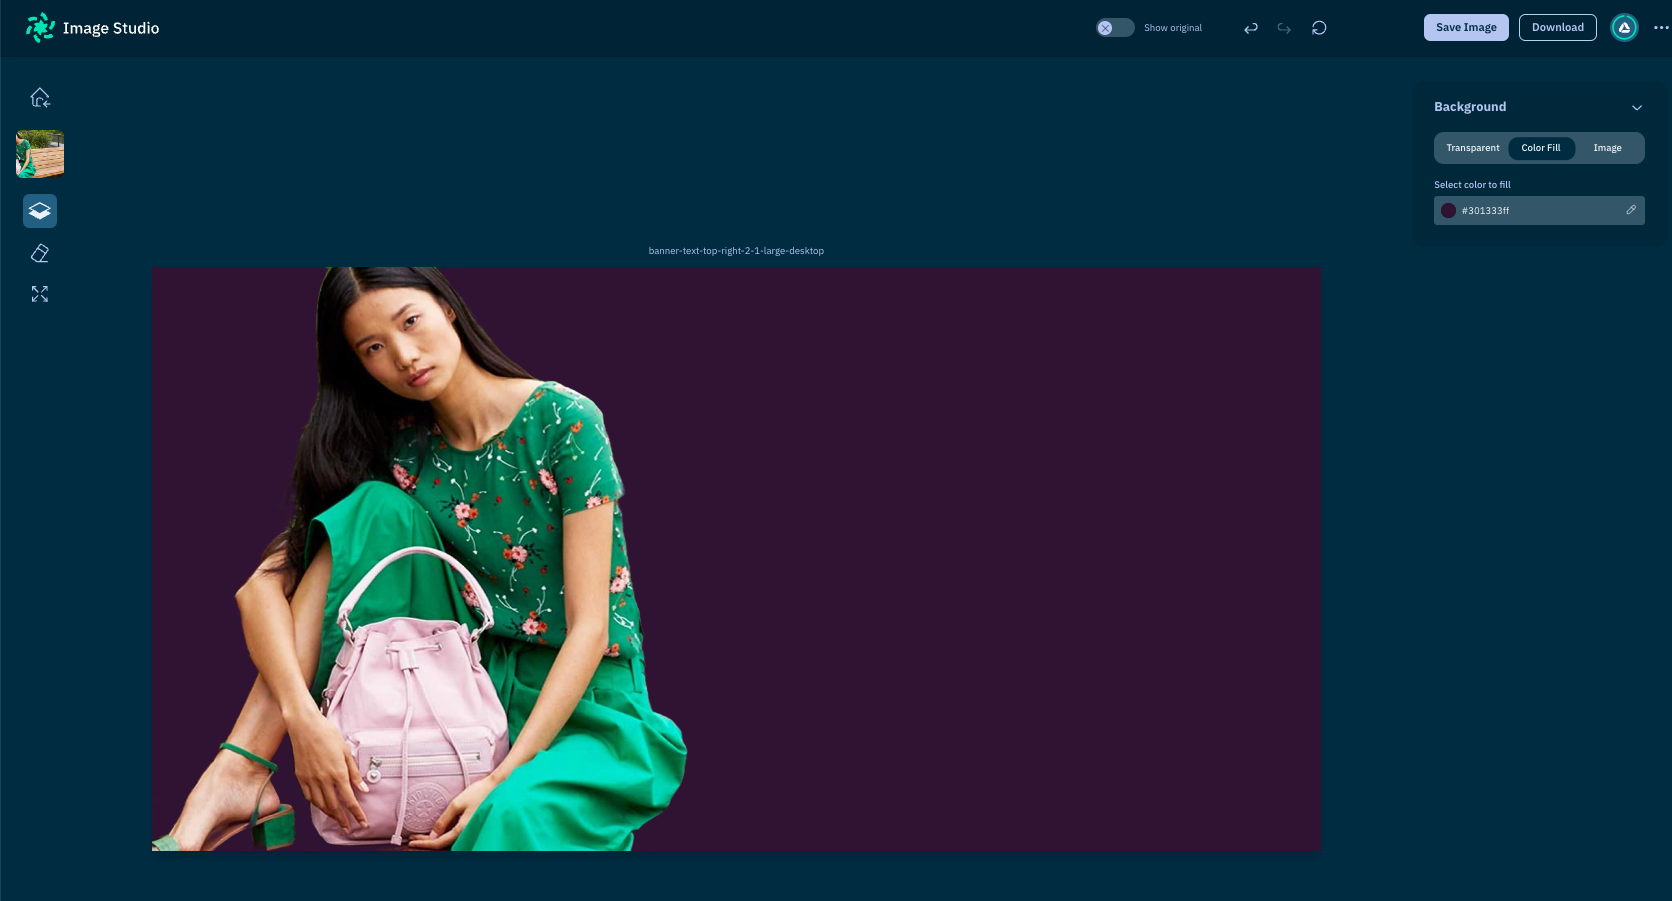 Image Studio
Show original
Save Image
Download
Background
Transparent
Color Fill
Image
Select color to fill
#301333ff
banner-text-top-right-2-1-large-desktop